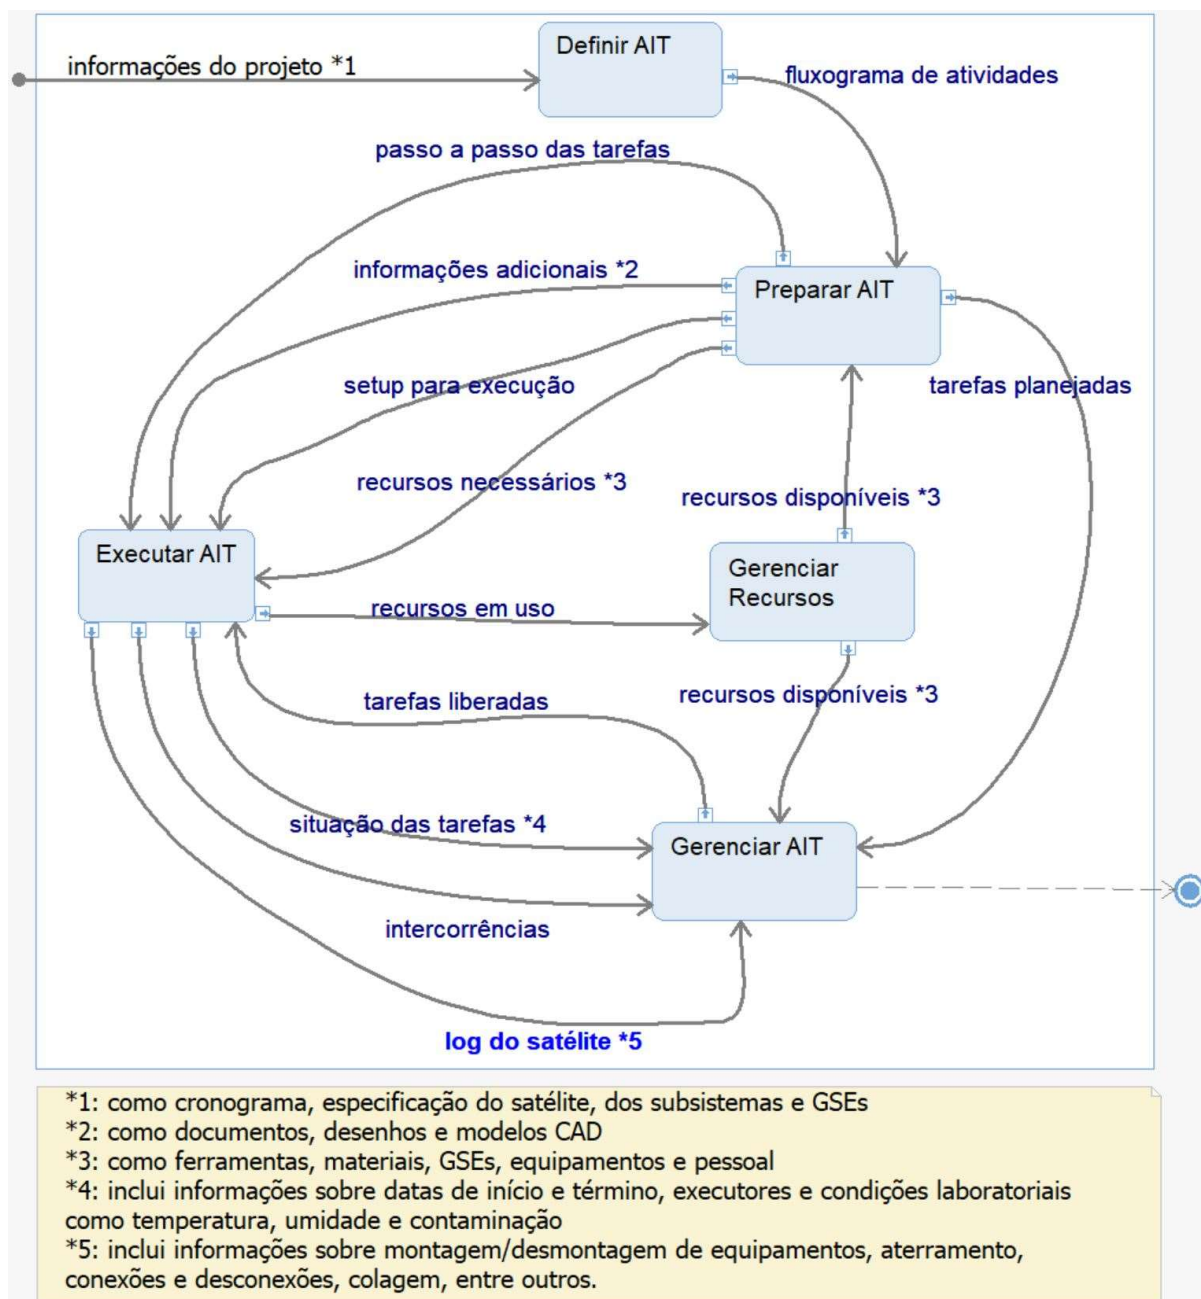 Definir AIT
informações do projeto *1
fluxograma de atividades
passo a passo das tarefas
informações adicionais *2
Preparar AIT
setup para execução
tarefas planejadas
recursos necessários *3
recursos disponíveis *3
Executar AIT
Gerenciar
Recursos
recursos em uso
recursos disponíveis *3
tarefas liberadas
situação das tarefas *4
Gerenciar AIT
intercorrências
log do satélite *5
*1: como cronograma, especificação do satélite, dos subsistemas e GSEs
*2: como documentos, desenhos e modelos CAD
*3: como ferramentas, materiais, GSEs, equipamentos e pessoal
*4: inclui informações sobre datas de início e término, executores e condições laboratoriais
como temperatura, umidade e contaminação
*5: inclui informações sobre montagem/desmontagem de equipamentos, aterramento,
conexões e desconexões, colagem, entre outros.